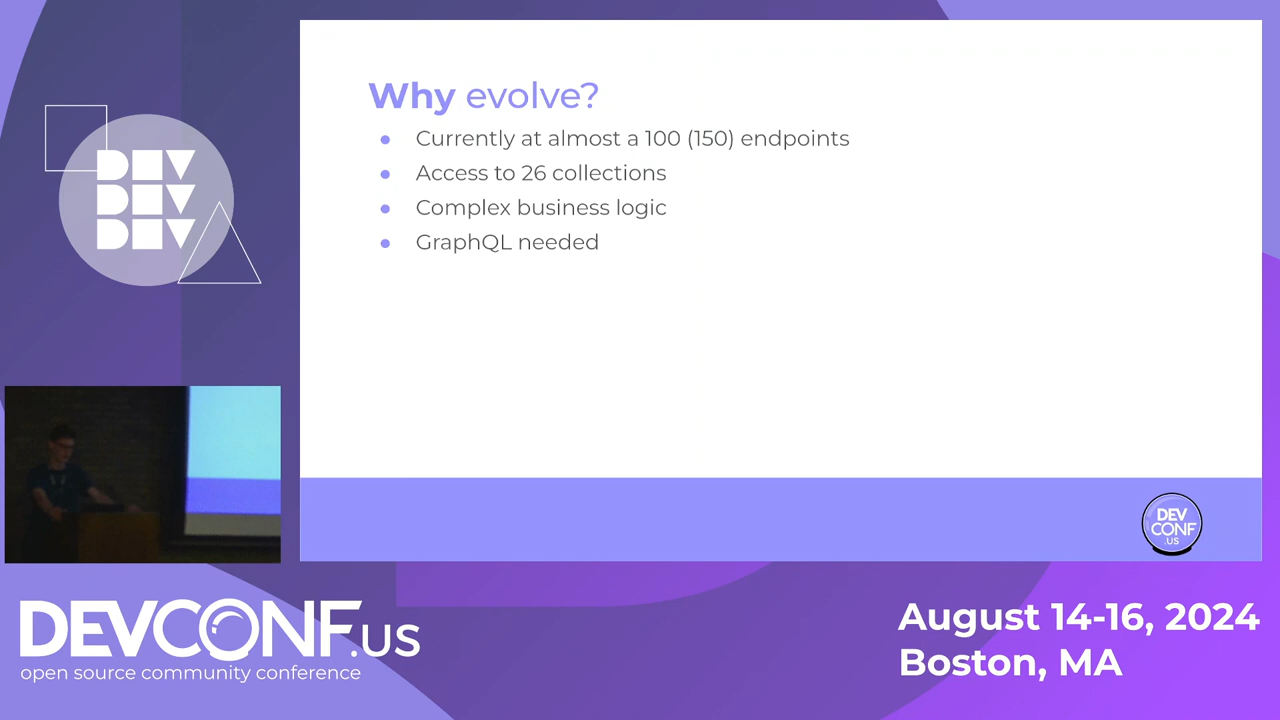 DEV
DEV
DEV
Why evolve?
● Currently at almost a 100 (150) endpoints
● Access to 26 collections
● Complex business logic
● GraphQL needed
DEV
CONF
.US
DEVCONF.US
open source community conference
August 14-16, 2024
Boston, MA